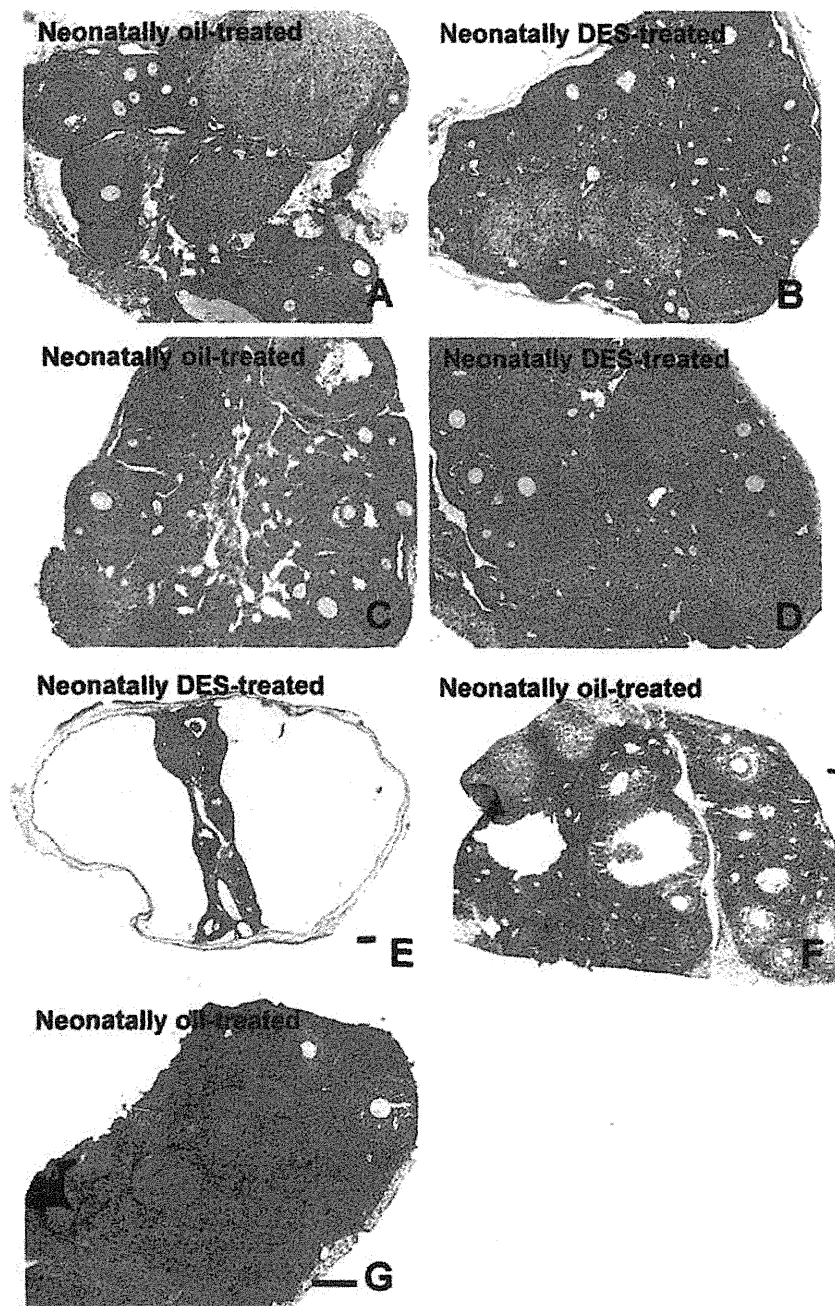 Neonatally oil-treated
A
Neonatally DES-treated
B
Neonatally oil-treated
C
Neonatally DES-treated
D
Neonatally DES-treated
E
Neonatally oil-treated
F
Neonatally oil-treated
G